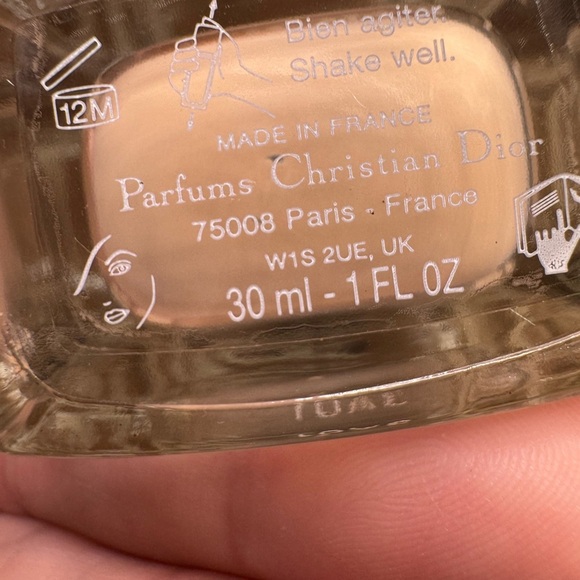 Bien agiter.
Shake well.
12M
MADE IN FRANCE
Parfums Christian Dior
75008 Paris - France
W1S 2UE, UK
30 ml - 1 FL OZ